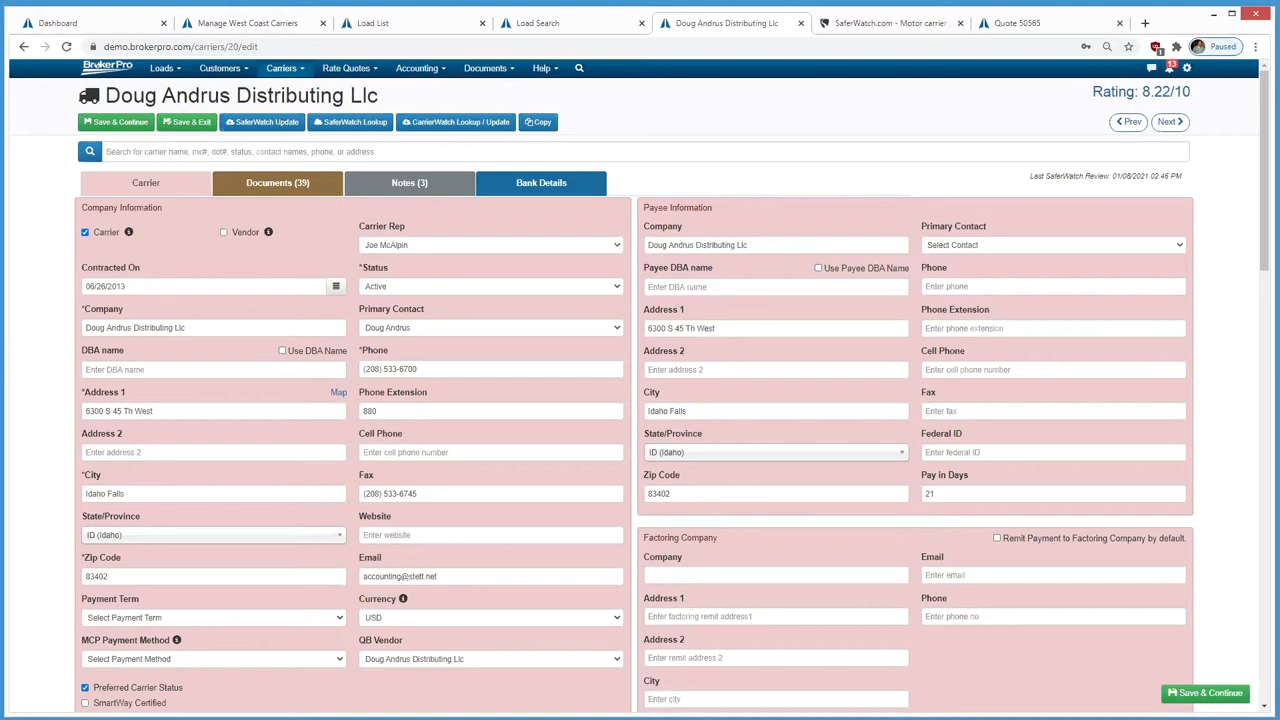 Dashboard
Manage West Coast Carriers
Load List
Load Search
Doug Andrus Distributing Llc
SaferWatch.com - Motor carrier
Quote 50565
demo.brokerpro.com/carriers/20/edit
Paused
BrokerPro
Loads
Customers
Carriers
Rate Quotes
Accounting
Documents
Help
13
Doug Andrus Distributing Llc
Rating: 8.22/10
Save & Continue
Save & Exit
SaferWatch Update
SaferWatch Lookup
CarrierWatch Lookup / Update
Copy
Prev
Next
Search for carrier name, mc#, dot#, status, contact names, phone, or address
Carrier
Documents (39)
Notes (3)
Bank Details
Last SaferWatch Review: 01/08/2021 02:46 PM
Company Information
Carrier
Vendor
Carrier Rep
Joe McAlpin
Contracted On
06/26/2013
*Status
Active
*Company
Doug Andrus Distributing Llc
Primary Contact
Doug Andrus
DBA name
Use DBA Name
Enter DBA name
*Phone
(208) 533-6700
*Address 1
Map
6300 S 45 Th West
Phone Extension
880
Address 2
Enter address 2
Cell Phone
Enter cell phone number
*City
Idaho Falls
Fax
(208) 533-6745
State/Province
ID (Idaho)
Website
Enter website
*Zip Code
83402
Email
accounting@stett.net
Payment Term
Select Payment Term
Currency
USD
MCP Payment Method
Select Payment Method
QB Vendor
Doug Andrus Distributing Llc
Preferred Carrier Status
SmartWay Certified
Payee Information
Company
Doug Andrus Distributing Llc
Primary Contact
Select Contact
Payee DBA name
Use Payee DBA Name
Enter DBA name
Phone
Enter phone
Address 1
6300 S 45 Th West
Phone Extension
Enter phone extension
Address 2
Enter address 2
Cell Phone
Enter cell phone number
City
Idaho Falls
Fax
Enter fax
State/Province
ID (Idaho)
Federal ID
Enter federal ID
Zip Code
83402
Pay in Days
21
Factoring Company
Remit Payment to Factoring Company by default.
Company
Email
Enter email
Address 1
Enter factoring remit address1
Phone
Enter phone no
Address 2
Enter remit address 2
City
Enter city
Save & Continue